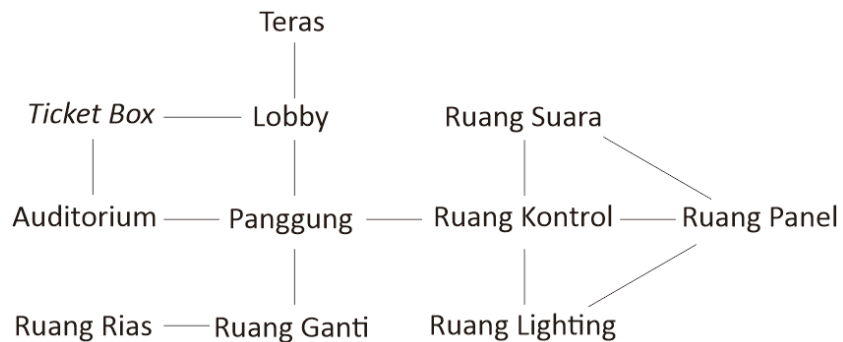 Teras
Ticket Box
Lobby
Ruang Suara
Auditorium
Panggung
Ruang Kontrol
Ruang Panel
Ruang Rias
Ruang Ganti
Ruang Lighting